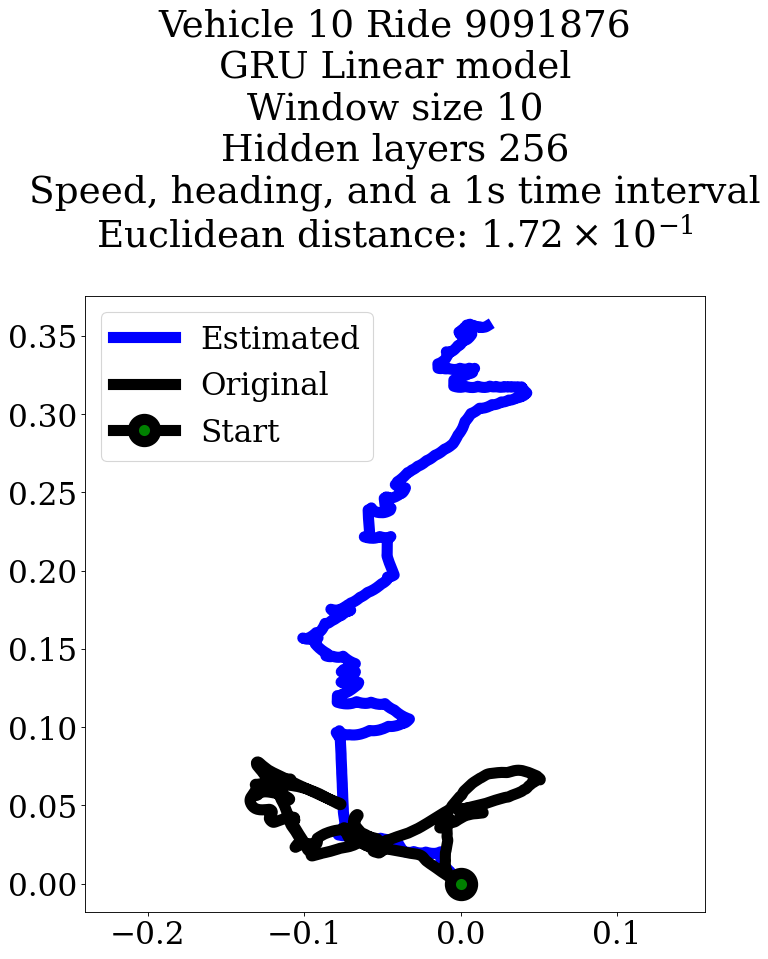 Vehicle 10 Ride 9091876
GRU Linear model
Window size 10
Hidden layers 256
Speed, heading, and a 1s time interval
Euclidean distance: 1.72 × 10⁻¹
Estimated
Original
Start
0.35
0.30
0.25
0.20
0.15
0.10
0.05
0.00
−0.2 −0.1 0.0 0.1